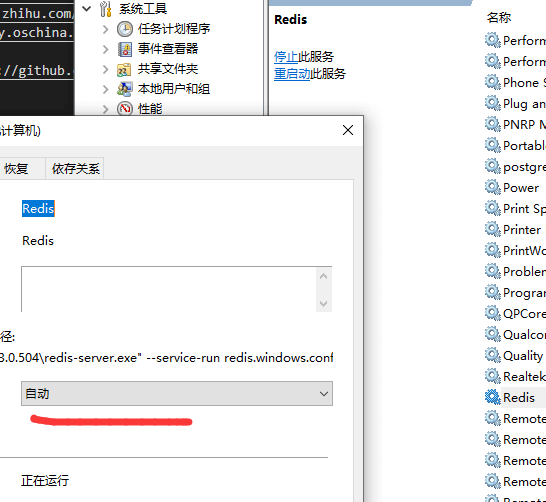 zhihu.com/
y.oschina.
://github.
系统工具
任务计划程序
事件查看器
共享文件夹
本地用户和组
性能
Redis
停止此服务
重启动此服务
计算机)
恢复
依存关系
Redis
Redis
径:
3.0.504\redis-server.exe" --service-run redis.windows.conf
自动
正在运行
名称
Perform
Perform
Phone S
Plug an
PNRP M
Portable
postgre
Power
Print Sp
Printer
PrintWo
Problem
Program
QPCore
Qualcon
Quality
Realtek
Redis
Remote
Remote
Remote
Remote